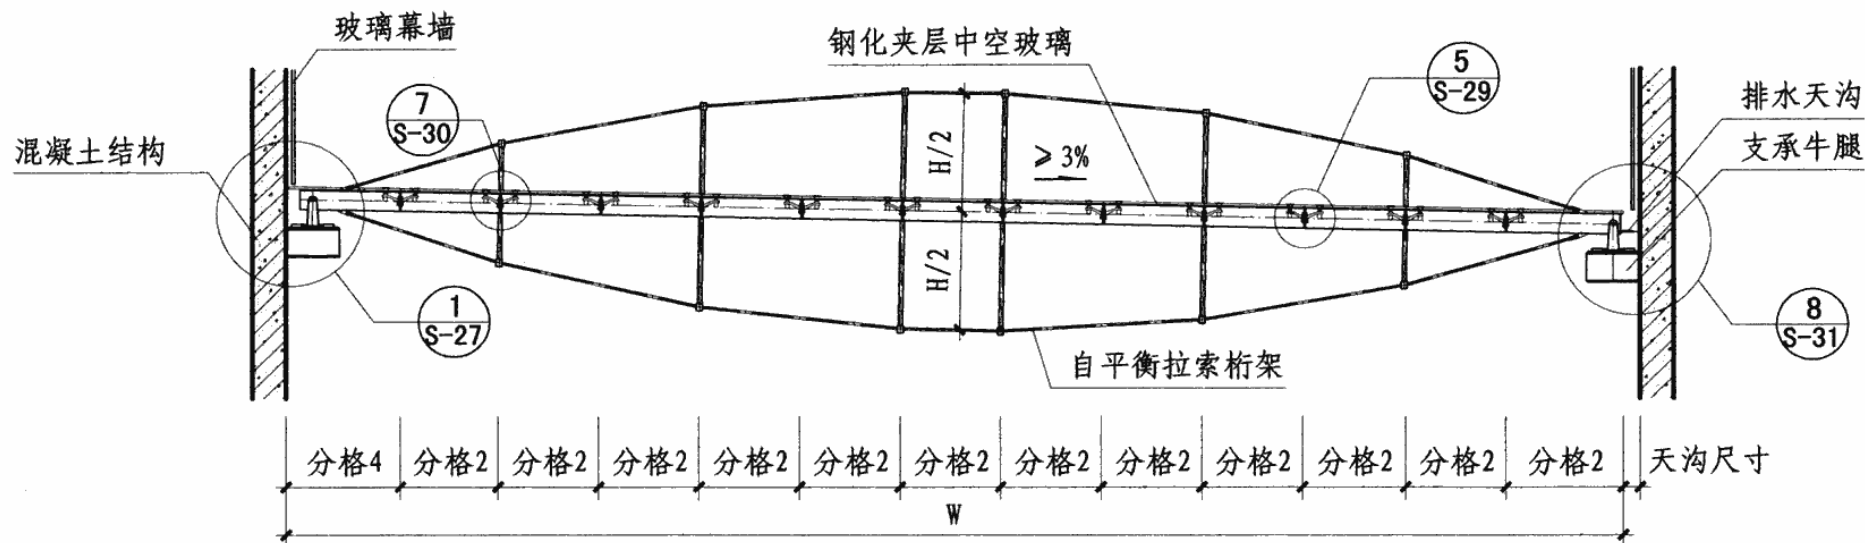 玻璃幕墙
钢化夹层中空玻璃
5
S-29
7
S-30
排水天沟
混凝土结构
支承牛腿
H/2
≥3%
H/2
1
S-27
8
S-31
自平衡拉索桁架
分格4 分格2 分格2 分格2 分格2 分格2 分格2 分格2 分格2 分格2 分格2 分格2 分格2 天沟尺寸
W